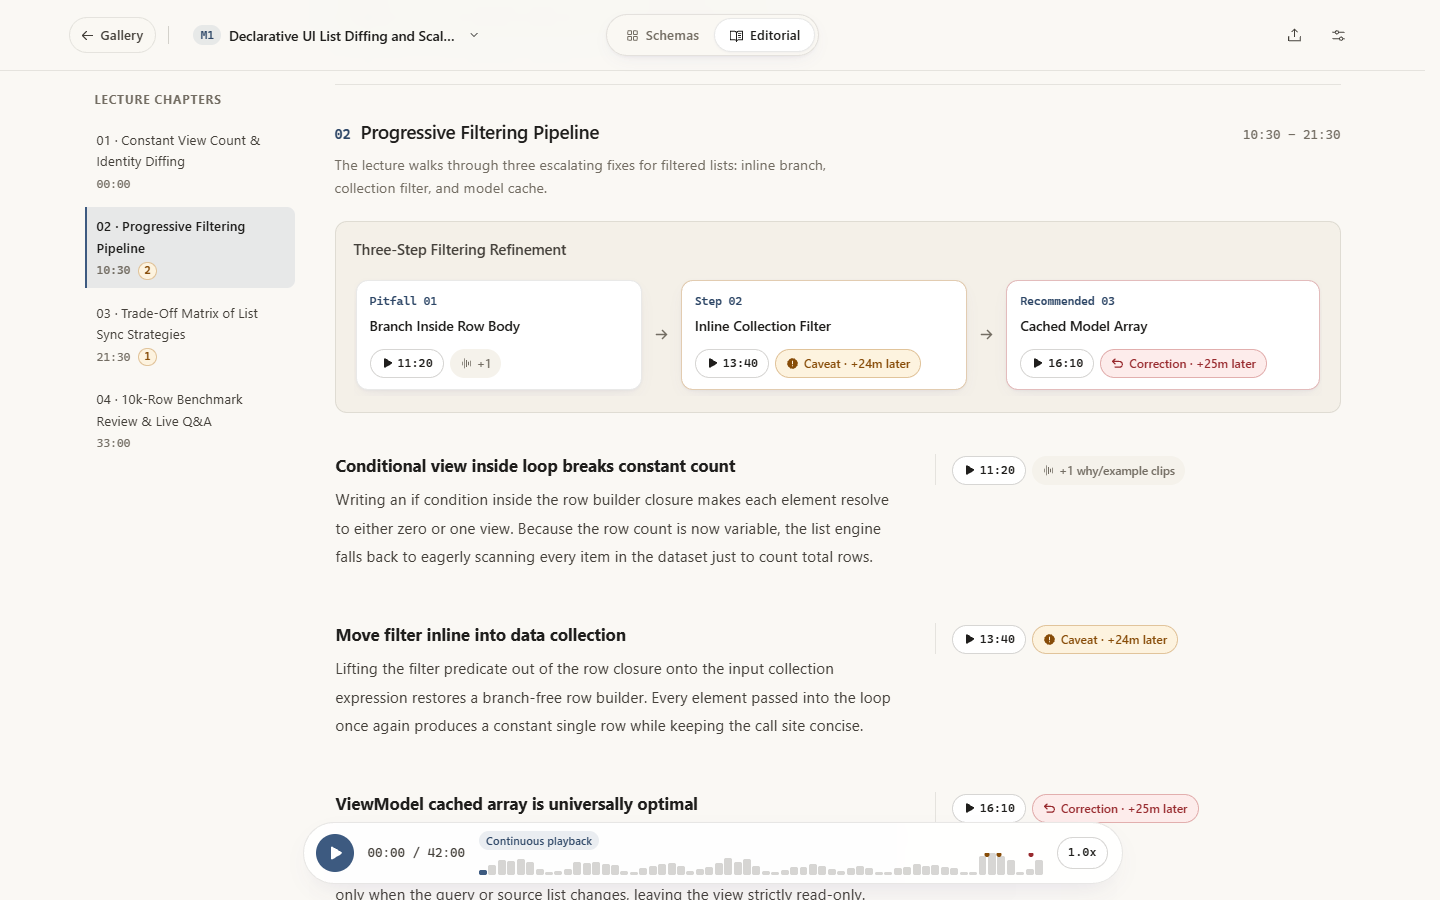 Gallery
M1 Declarative UI List Diffing and Scal...
Schemas
Editorial
LECTURE CHAPTERS
01 · Constant View Count &
Identity Diffing
00:00
02 · Progressive Filtering
Pipeline
10:30 2
03 · Trade-Off Matrix of List
Sync Strategies
21:30 1
04 · 10k-Row Benchmark
Review & Live Q&A
33:00
02 Progressive Filtering Pipeline
10:30 – 21:30
The lecture walks through three escalating fixes for filtered lists: inline branch,
collection filter, and model cache.
Three-Step Filtering Refinement
Pitfall 01
Branch Inside Row Body
11:20 +1
Step 02
Inline Collection Filter
13:40 Caveat · +24m later
Recommended 03
Cached Model Array
16:10 Correction · +25m later
Conditional view inside loop breaks constant count
Writing an if condition inside the row builder closure makes each element resolve
to either zero or one view. Because the row count is now variable, the list engine
falls back to eagerly scanning every item in the dataset just to count total rows.
11:20 +1 why/example clips
Move filter inline into data collection
Lifting the filter predicate out of the row closure onto the input collection
expression restores a branch-free row builder. Every element passed into the loop
once again produces a constant single row while keeping the call site concise.
13:40 Caveat · +24m later
ViewModel cached array is universally optimal
16:10 Correction · +25m later
only when the query or source list changes, leaving the view strictly read-only.
00:00 / 42:00
Continuous playback
1.0x